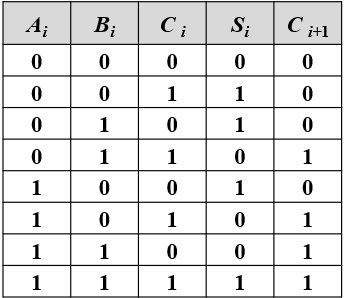 A_i B_i C_i S_i C_{i+1}
0 0 0 0 0
0 0 1 1 0
0 1 0 1 0
0 1 1 0 1
1 0 0 1 0
1 0 1 0 1
1 1 0 0 1
1 1 1 1 1